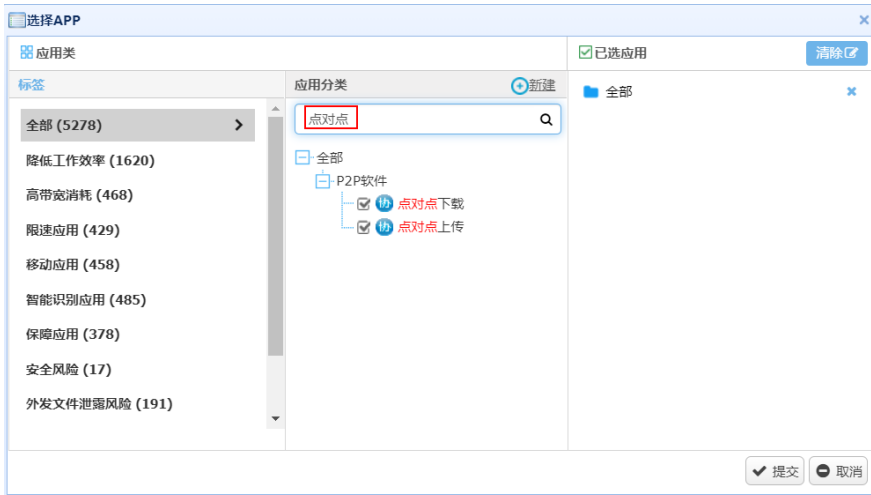 选择APP
应用类
已选应用
清除
标签
应用分类
新建
全部
全部 (5278)
点对点
降低工作效率 (1620)
全部
高带宽消耗 (468)
P2P软件
协 点对点下载
限速应用 (429)
协 点对点上传
移动应用 (458)
智能识别应用 (485)
保障应用 (378)
安全风险 (17)
外发文件泄露风险 (191)
提交
取消